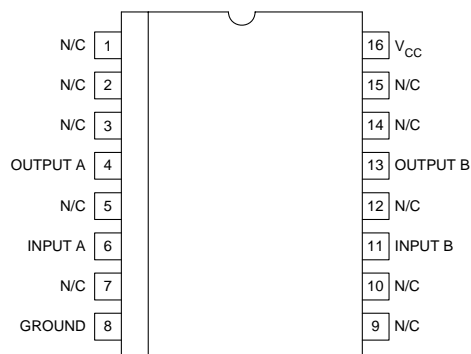 N/C 1
N/C 2
N/C 3
OUTPUT A 4
N/C 5
INPUT A 6
N/C 7
GROUND 8
16 VCC
15 N/C
14 N/C
13 OUTPUT B
12 N/C
11 INPUT B
10 N/C
9 N/C